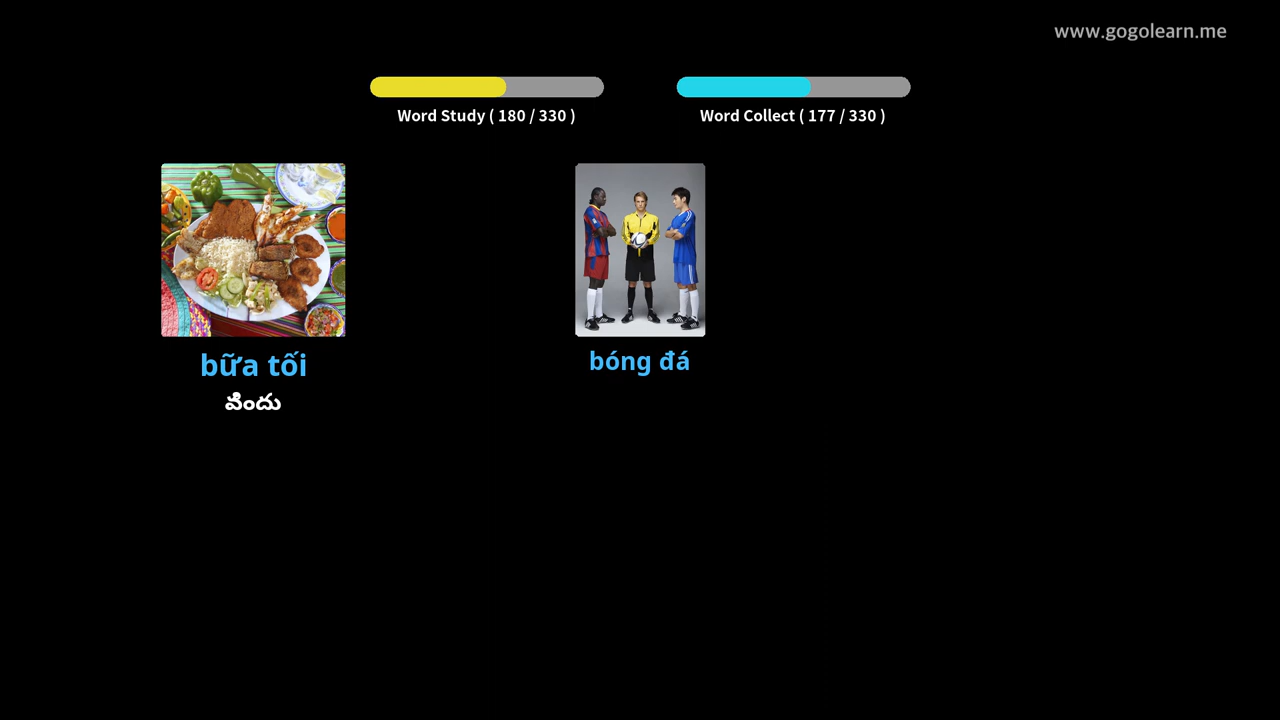 www.gogolearn.me
Word Study ( 180 / 330 )
Word Collect ( 177 / 330 )
bữa tối
విందు
bóng đá